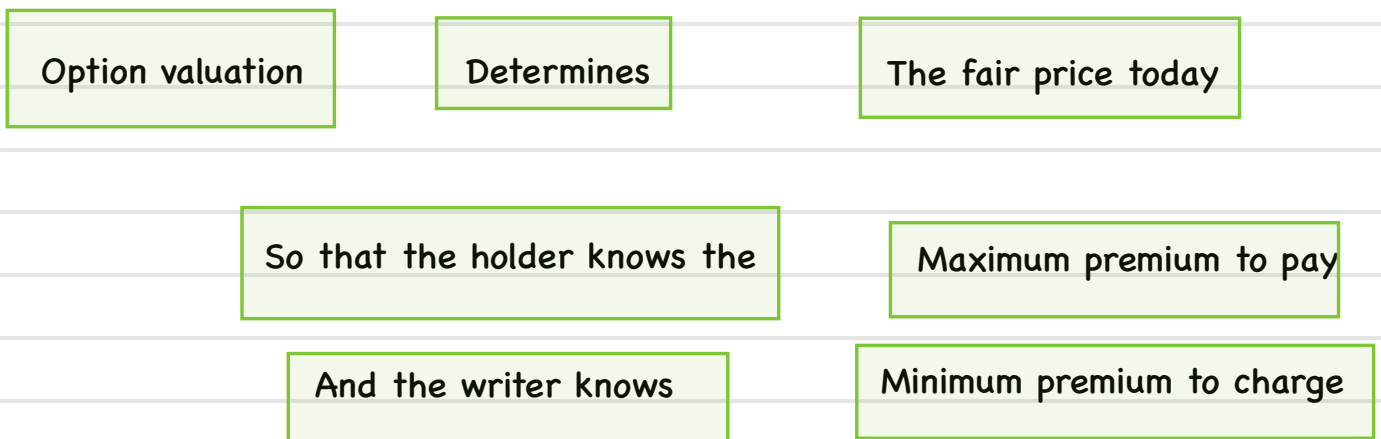 Option valuation Determines The fair price today
So that the holder knows the Maximum premium to pay
And the writer knows Minimum premium to charge